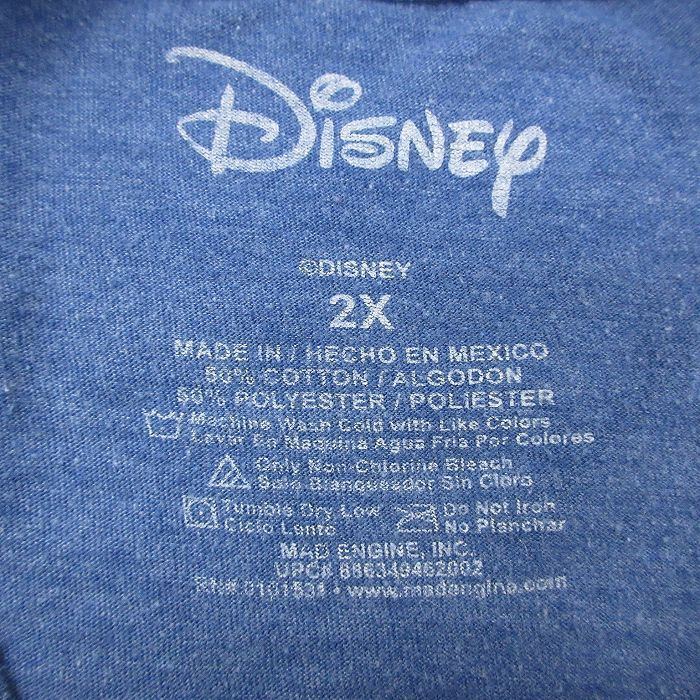 Disney
©DISNEY
2X
MADE IN / HECHO EN MEXICO
50% COTTON / ALGODON
50% POLYESTER / POLIESTER
Machine Wash Cold with Like Colors
Lavar En Maquina Agua Fria Por Colores
Only Non-Chlorine Bleach
Solo Blanqueador Sin Cloro
Tumble Dry Low
Ciclo Lento
Do Not Iron
No Planchar
MAD ENGINE, INC.
UPC# 886349462002
RN# 0101531 • www.madengine.com